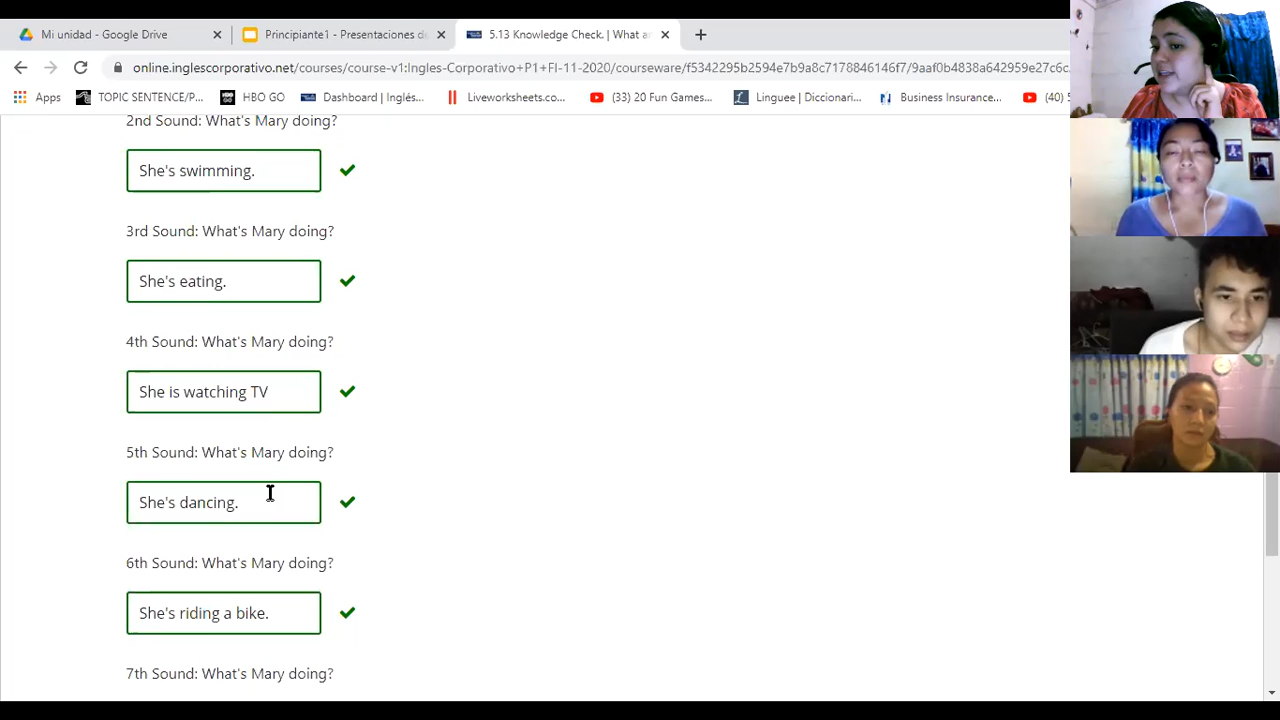 Mi unidad - Google Drive
Principiante1 - Presentaciones de
5.13 Knowledge Check. | What a
online.inglescorporativo.net/courses/course-v1:Ingles-Corporativo+P1+FI-11-2020/courseware/f5342295b2594e7b9a8c7178846146f7/9aaf0b4838a642959e27c6c
Apps
TOPIC SENTENCE/P...
HBO GO
Dashboard | Inglés...
Liveworksheets.co...
(33) 20 Fun Games...
Linguee | Diccionari...
Business Insurance...
(40) 5
2nd Sound: What's Mary doing?
She's swimming.
3rd Sound: What's Mary doing?
She's eating.
4th Sound: What's Mary doing?
She is watching TV
5th Sound: What's Mary doing?
She's dancing.
6th Sound: What's Mary doing?
She's riding a bike.
7th Sound: What's Mary doing?